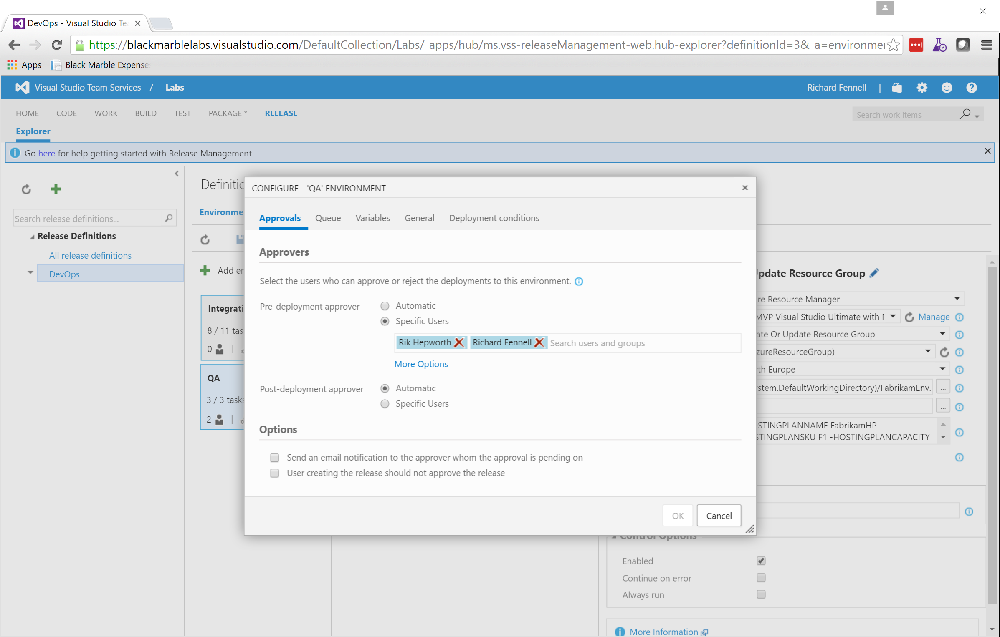 DevOps - Visual Studio Te
https://blackmarblelabs.visualstudio.com/DefaultCollection/Labs/_apps/hub/ms.vss-releaseManagement-web.hub-explorer?definitionId=3&_a=environmen
Apps Black Marble Expense
Visual Studio Team Services / Labs Richard Fennell |
HOME CODE WORK BUILD TEST PACKAGE * RELEASE Search work items
Explorer
Go here for help getting started with Release Management.
Definitio
CONFIGURE - 'QA' ENVIRONMENT
Search release definitions...
Environme
Approvals Queue Variables General Deployment conditions
Release Definitions
All release definitions
DevOps
Add en
Approvers
Select the users who can approve or reject the deployments to this environment.
Pre-deployment approver Automatic
Specific Users
Rik Hepworth Richard Fennell Search users and groups
More Options
Post-deployment approver Automatic
Specific Users
Options
Send an email notification to the approver whom the approval is pending on
User creating the release should not approve the release
OK Cancel
Integrati
8 / 11 tas
0 |
QA
3 / 3 tasks
2 |
Update Resource Group
re Resource Manager
MVP Visual Studio Ultimate with Manage
ate Or Update Resource Group
zureResourceGroup)
rth Europe
stem.DefaultWorkingDirectory)/FabrikamEnv. ...
...
OSTINGPLANNAME FabrikamHP -
STINGPLANSKU F1 -HOSTINGPLANCAPACITY
Control Options
Enabled
Continue on error
Always run
More Information